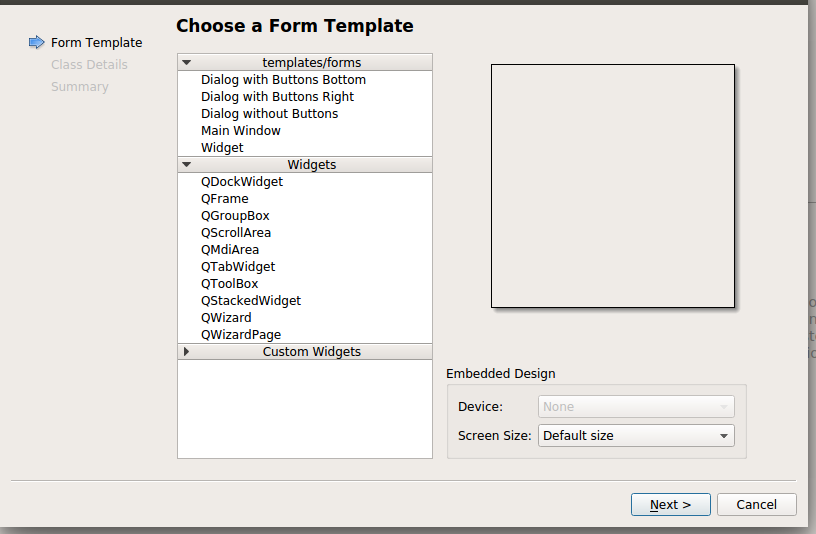 Choose a Form Template
Form Template
Class Details
Summary
templates/forms
Dialog with Buttons Bottom
Dialog with Buttons Right
Dialog without Buttons
Main Window
Widget
Widgets
QDockWidget
QFrame
QGroupBox
QScrollArea
QMdiArea
QTabWidget
QToolBox
QStackedWidget
QWizard
QWizardPage
Custom Widgets
Embedded Design
Device: None
Screen Size: Default size
Next >
Cancel